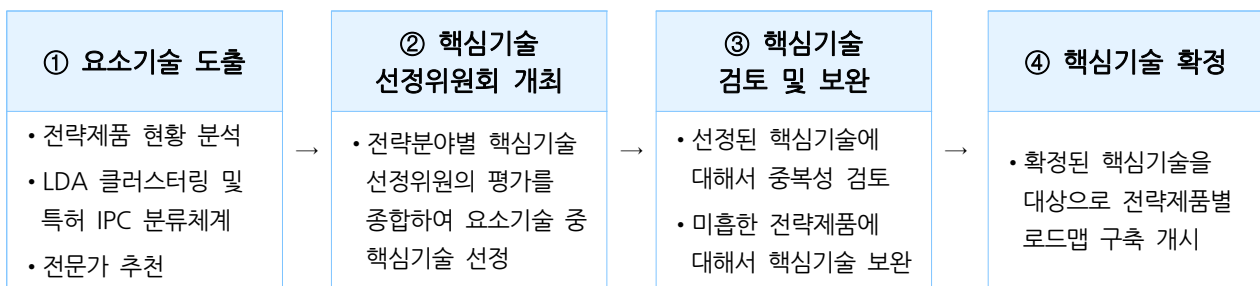 ① 요소기술 도출
• 전략제품 현황 분석
• LDA 클러스터링 및
특허 IPC 분류체계
• 전문가 추천
→
② 핵심기술
선정위원회 개최
• 전략분야별 핵심기술
선정위원의 평가를
종합하여 요소기술 중
핵심기술 선정
→
③ 핵심기술
검토 및 보완
• 선정된 핵심기술에
대해서 중복성 검토
• 미흡한 전략제품에
대해서 핵심기술 보완
→
④ 핵심기술 확정
• 확정된 핵심기술을
대상으로 전략제품별
로드맵 구축 개시